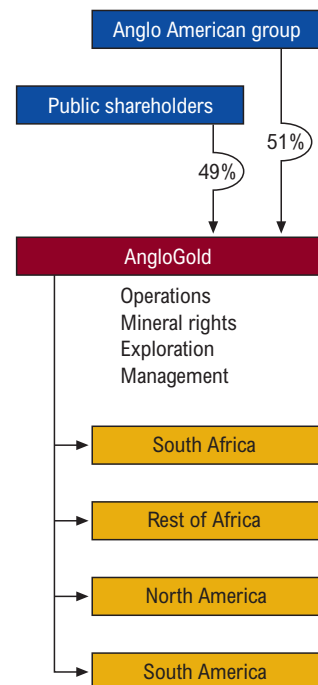 Anglo American group
Public shareholders
51%
49%
AngloGold
Operations
Mineral rights
Exploration
Management
South Africa
Rest of Africa
North America
South America